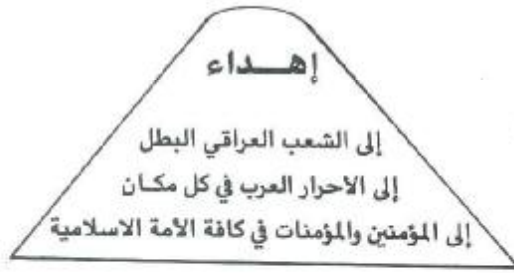 إهـــداء
إلى الشعب العراقي البطل
إلى الاحرار العرب في كل مكـان
إلى المؤمنين والمؤمنات في كافة الأمة الاسلامية